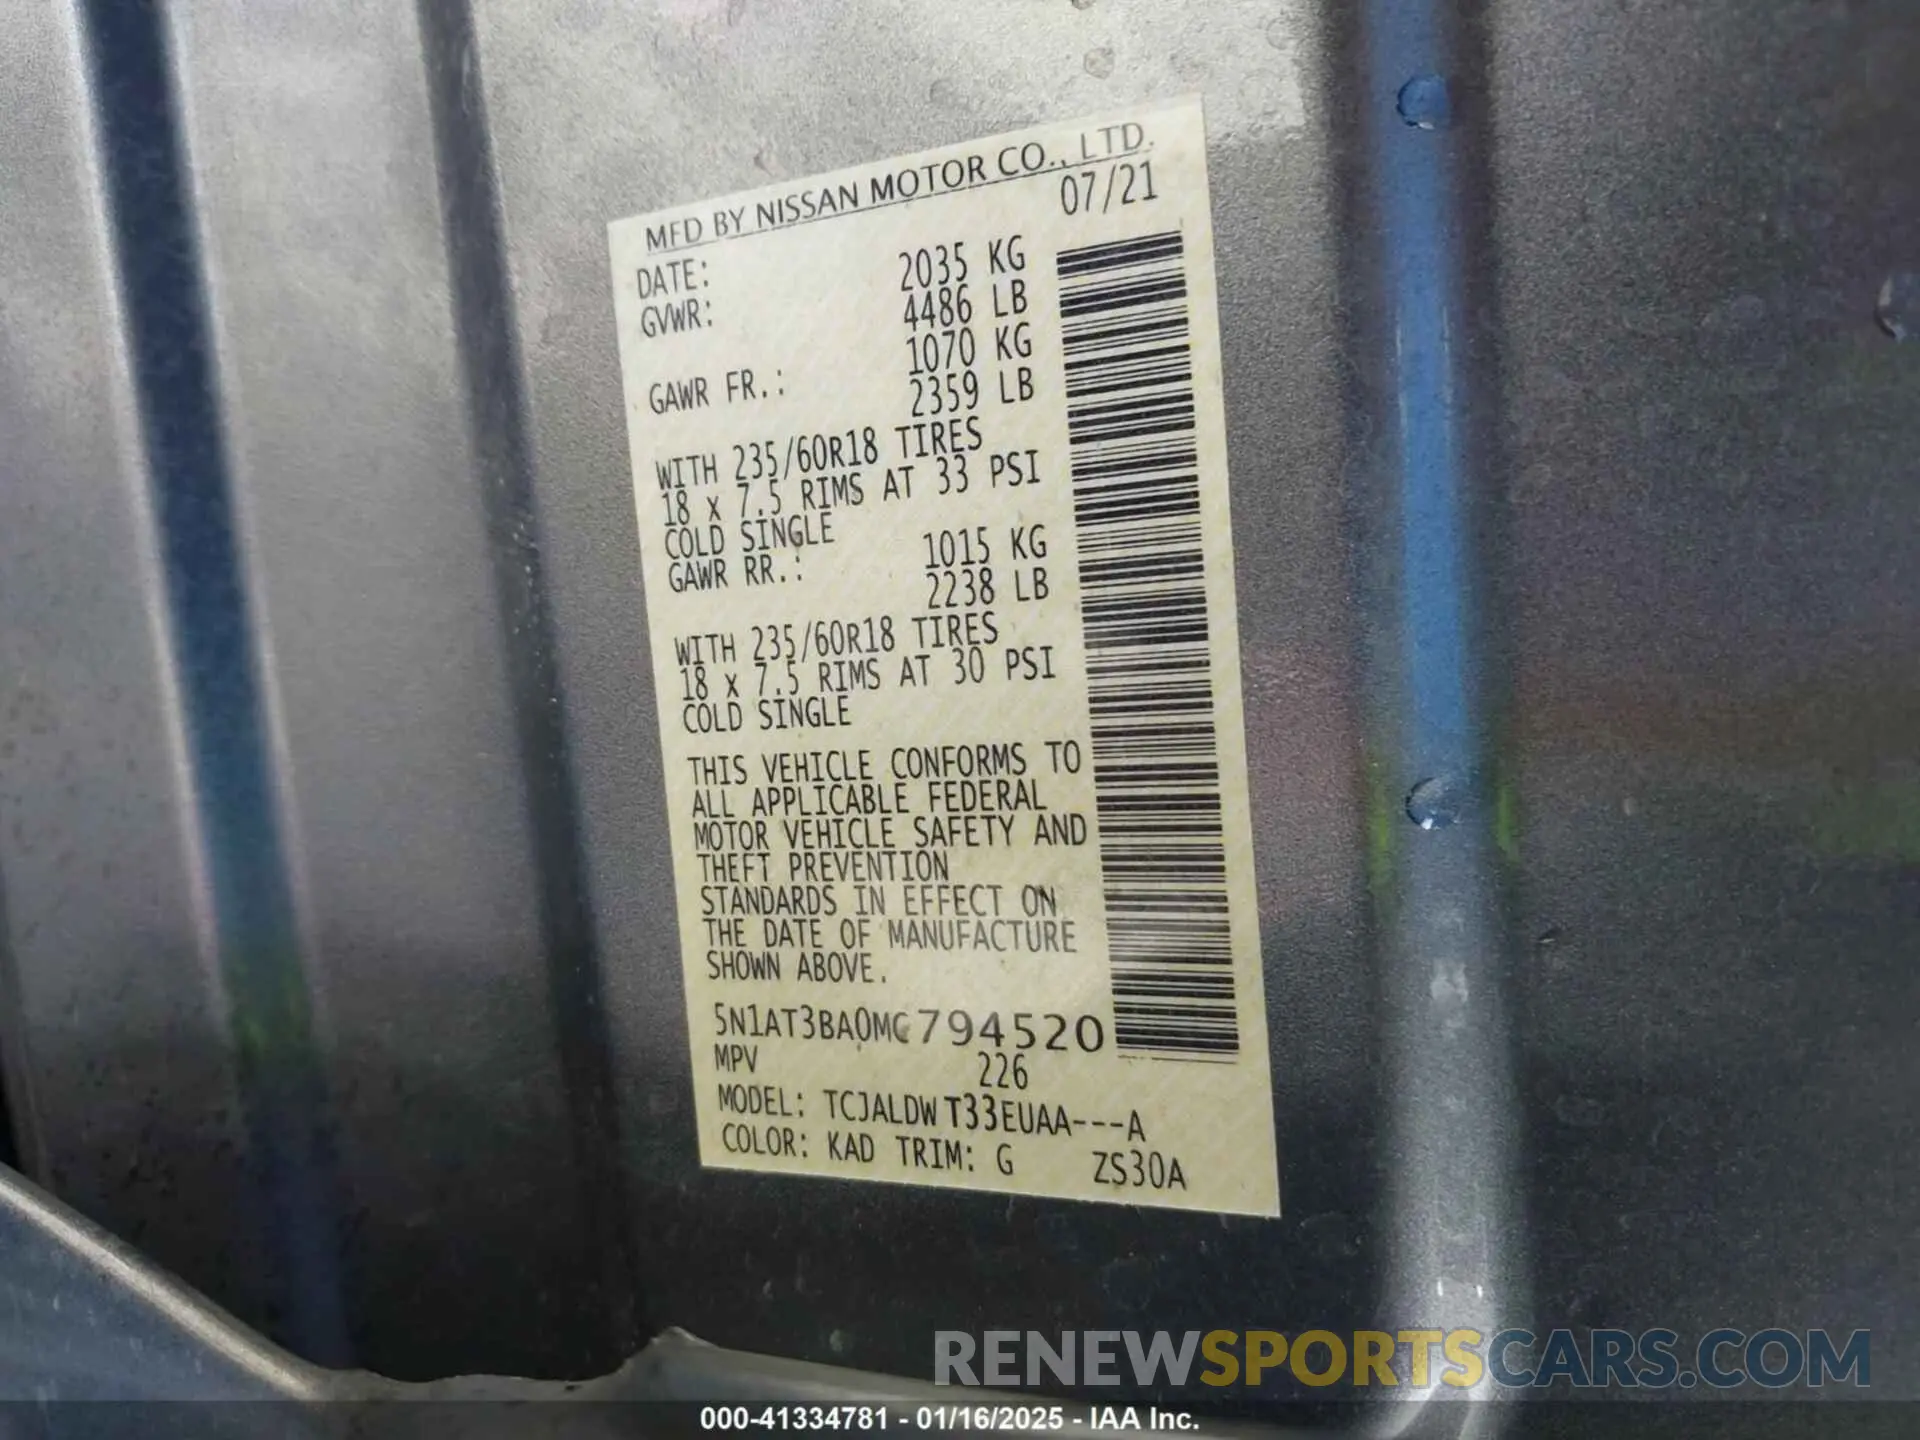 MFD BY NISSAN MOTOR CO., LTD.
DATE: 07/21
GVWR: 2035 KG
4486 LB
GAWR FR.: 1070 KG
2359 LB
WITH 235/60R18 TIRES
18 x 7.5 RIMS AT 33 PSI
COLD SINGLE
GAWR RR.: 1015 KG
2238 LB
WITH 235/60R18 TIRES
18 x 7.5 RIMS AT 30 PSI
COLD SINGLE
THIS VEHICLE CONFORMS TO
ALL APPLICABLE FEDERAL
MOTOR VEHICLE SAFETY AND
THEFT PREVENTION
STANDARDS IN EFFECT ON
THE DATE OF MANUFACTURE
SHOWN ABOVE.
5N1AT3BA0MC794520
MPV 226
MODEL: TCJALDW T33EUAA---A
COLOR: KAD TRIM: G ZS30A
RENEWSPORTSCARS.COM
000-41334781 - 01/16/2025 - IAA Inc.